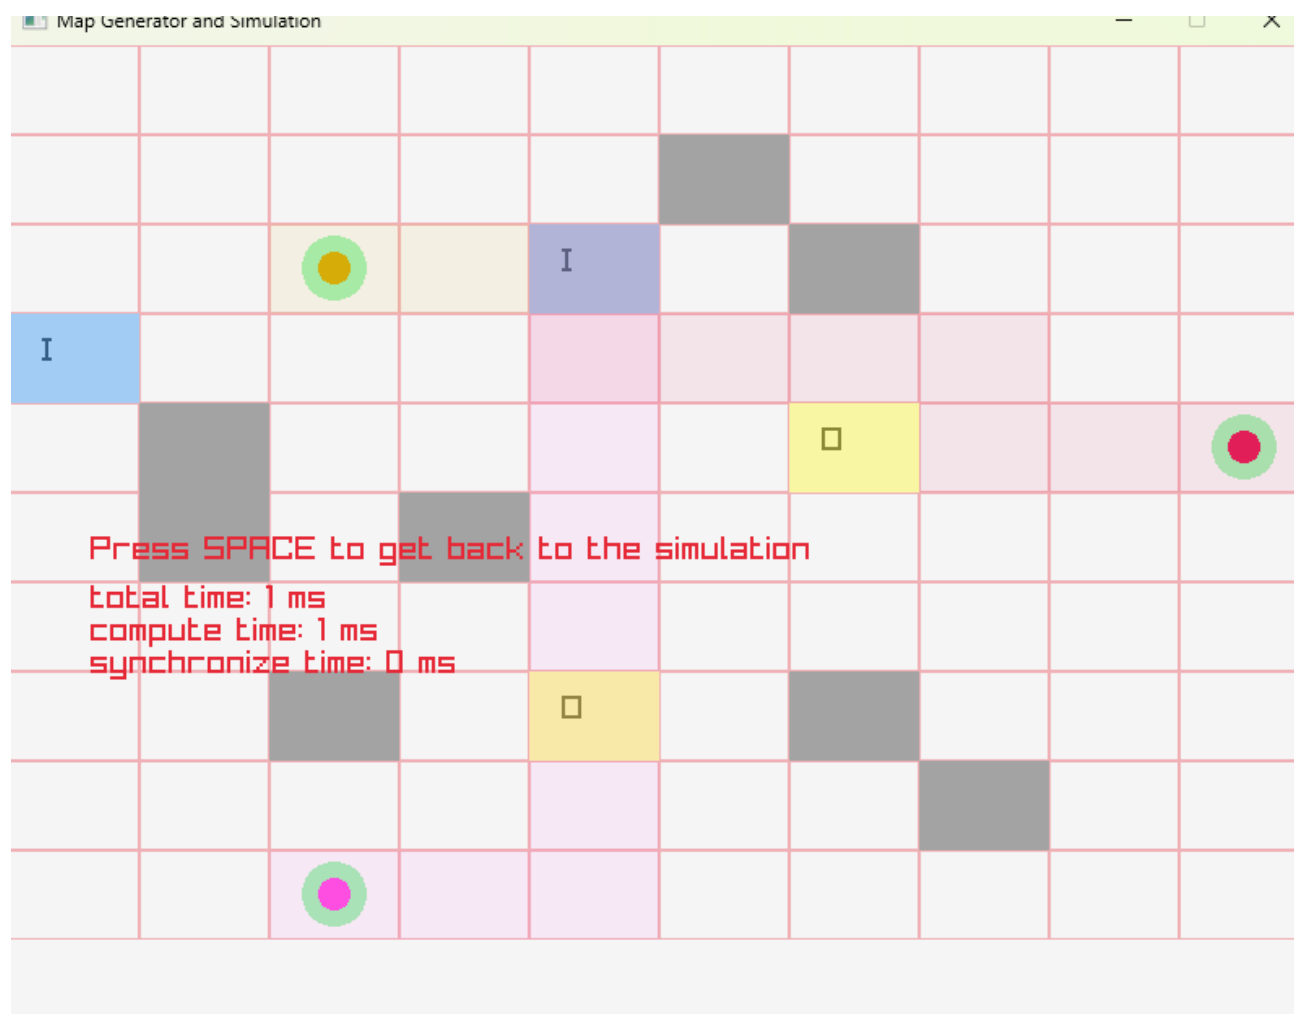 Map Generator and Simulation
I
I
O
Press SPACE to get back to the simulation
total time: 1 ms
compute time: 1 ms
synchronize time: 0 ms
O